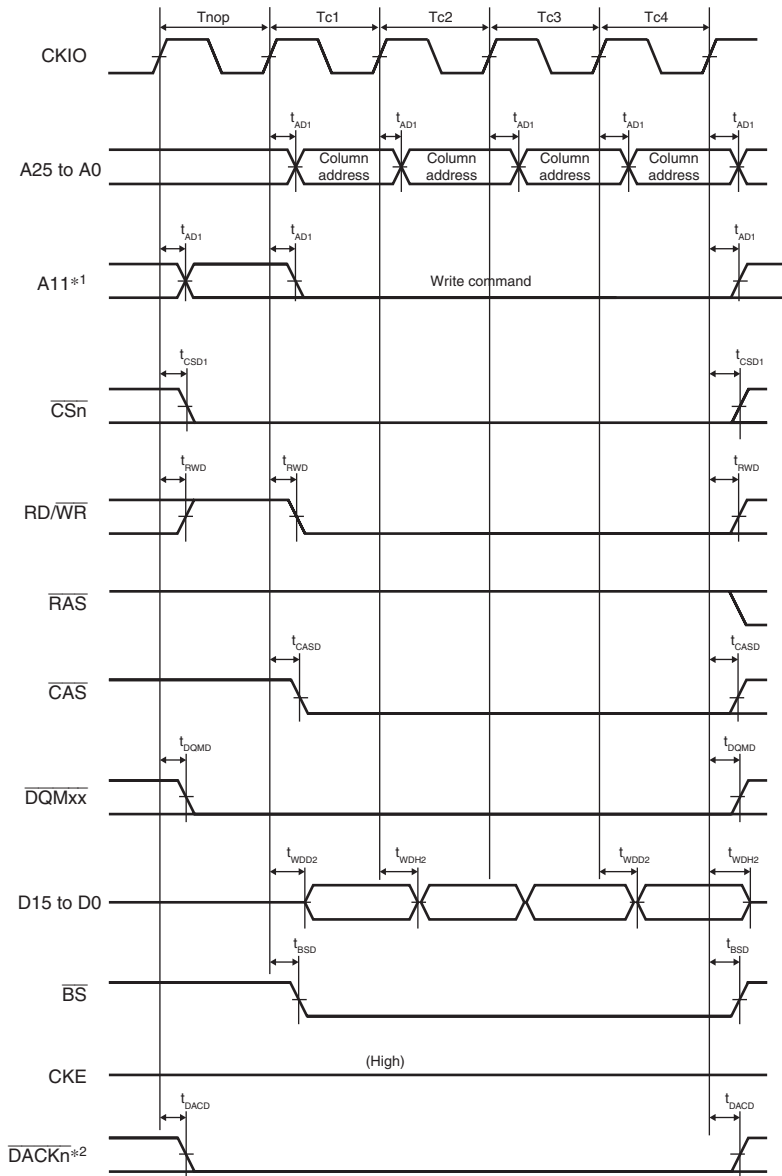 Tnop Tc1 Tc2 Tc3 Tc4
CKIO
tAD1 tAD1 tAD1 tAD1 tAD1
A25 to A0 Column address Column address Column address Column address
tAD1 tAD1 tAD1
A11*1 Write command
tCSD1 tCSD1
CSn
tRWD tRWD tRWD
RD/WR
RAS
tCASD tCASD
CAS
tDQMD tDQMD
DQMxx
tWDD2 tWDH2 tWDD2 tWDH2
D15 to D0
tBSD tBSD
BS
(High)
CKE
tDACD tDACD
DACKn*2